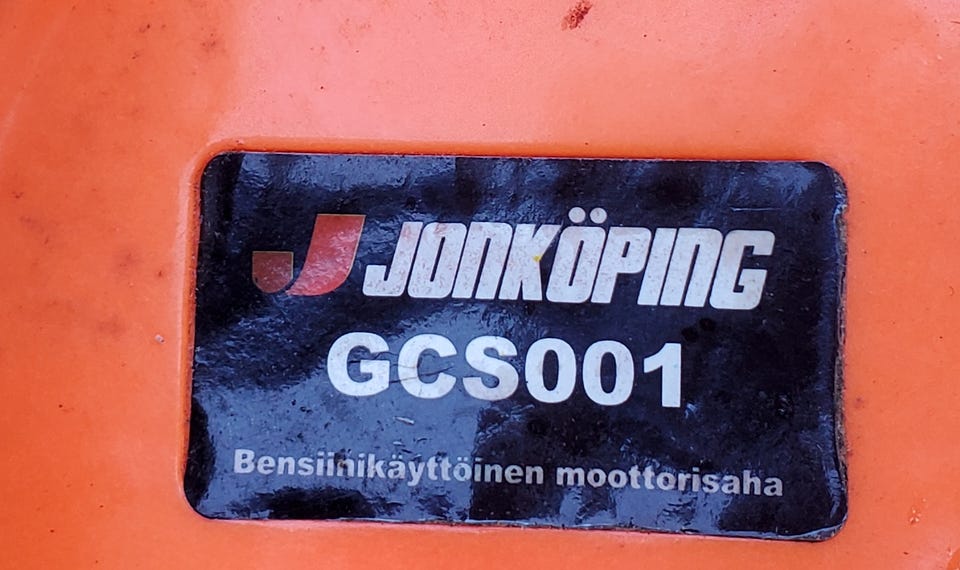 JONKÖPING
GCS001
Bensiinikäyttöinen moottorisaha